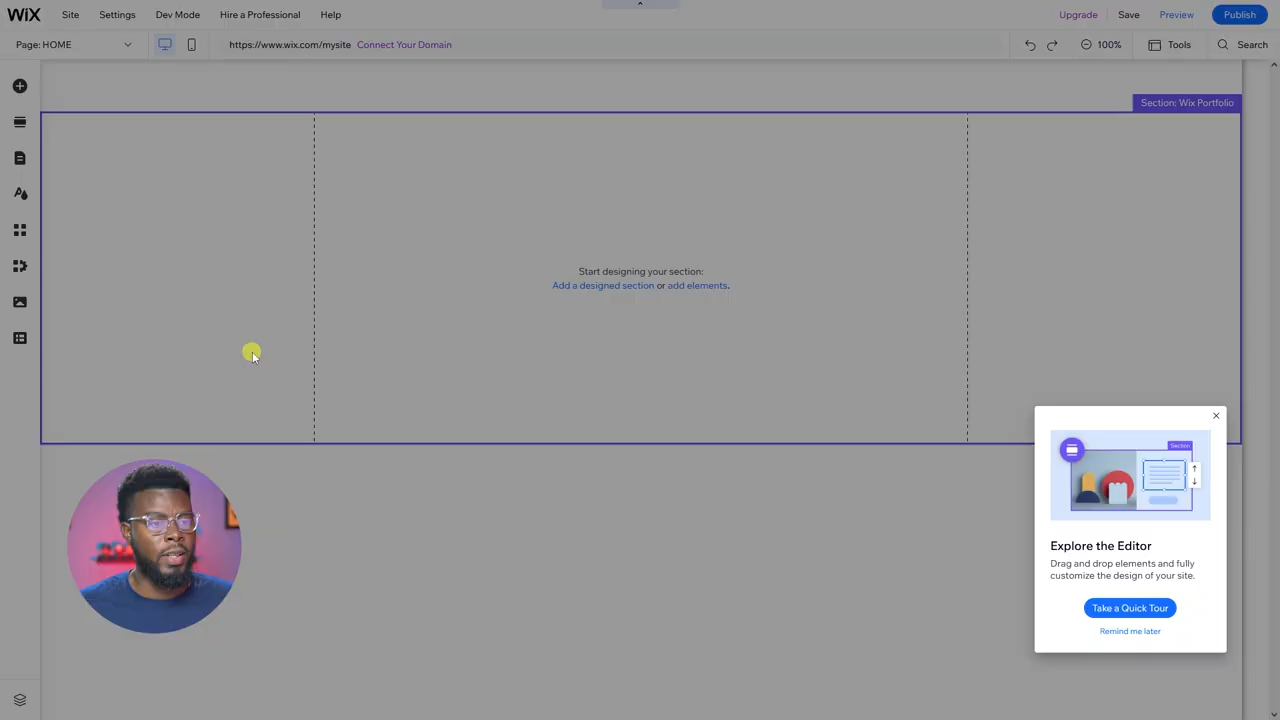 WiX Site Settings Dev Mode Hire a Professional Help Upgrade Save Preview Publish
Page: HOME https://www.wix.com/mysite Connect Your Domain 100% Tools Search
Section: Wix Portfolio
Start designing your section:
Add a designed section or add elements.
Section
Explore the Editor
Drag and drop elements and fully
customize the design of your site.
Take a Quick Tour
Remind me later